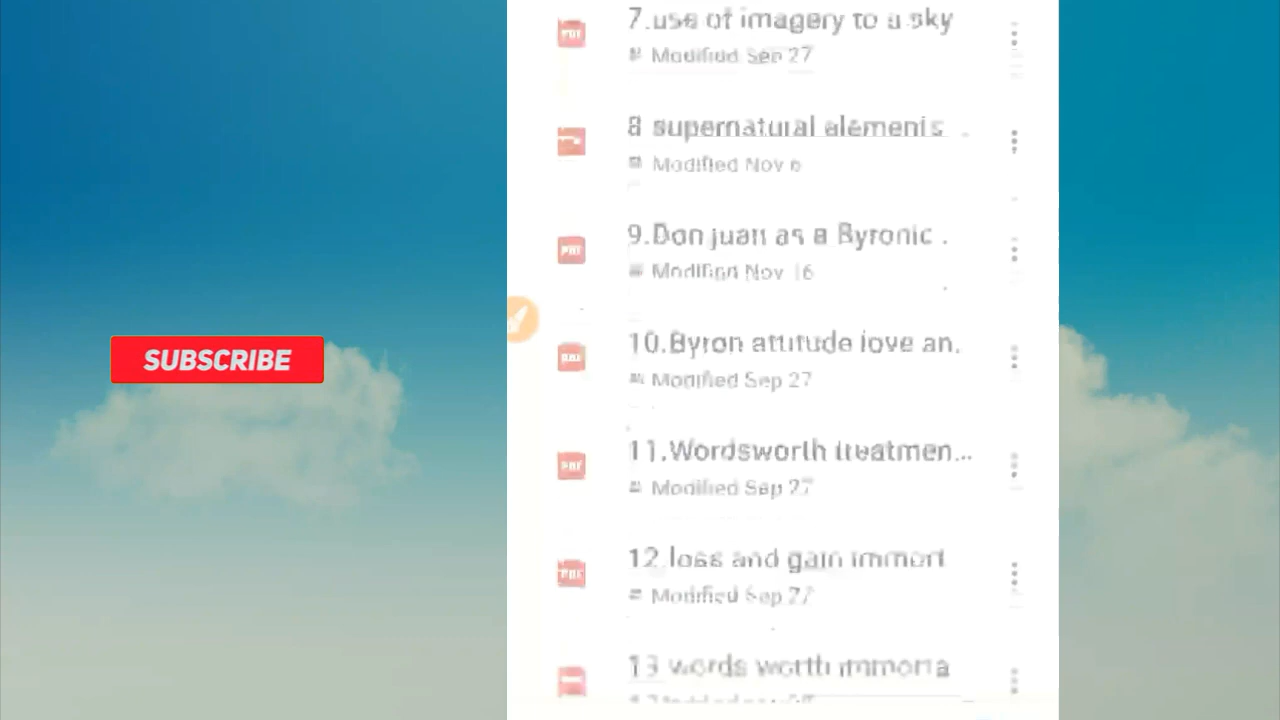 7.use of imagery to a sky
Modified Sep 27
8 supernatural elements
Modified Nov 6
9.Don juan as a Byronic .
Modified Nov 16
SUBSCRIBE
10.Byron attitude love an.
Modified Sep 27
11.Wordsworth treatmen...
Modified Sep 27
12.loss and gain immort
Modified Sep 27
13 words worth immorta